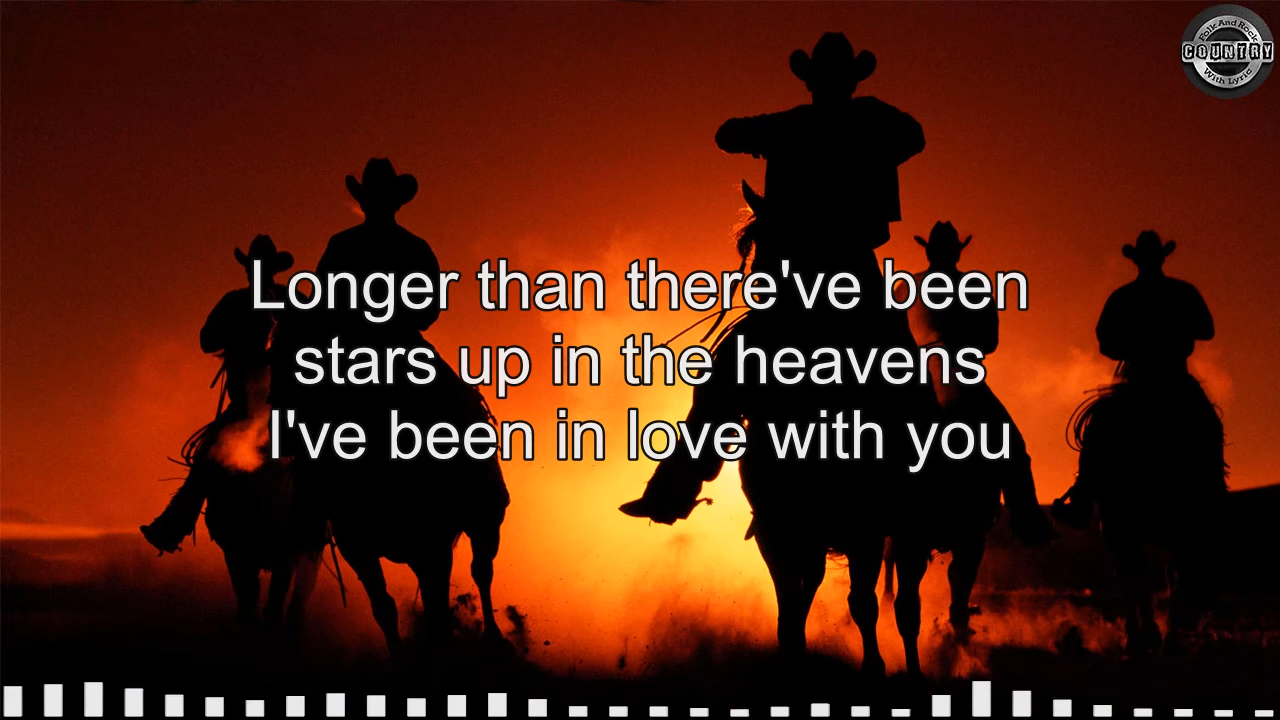 Folk And Rock
COUNTRY
With Lyric
Longer than there've been
stars up in the heavens
I've been in love with you